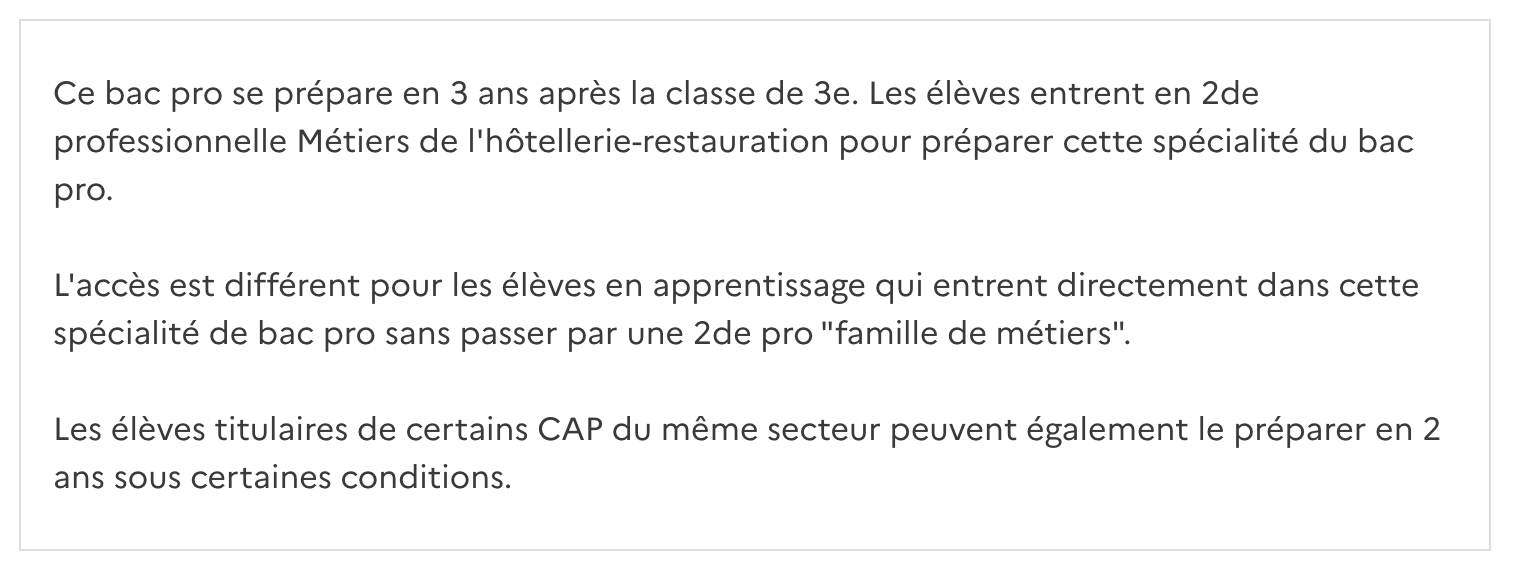 Ce bac pro se prépare en 3 ans après la classe de 3e. Les élèves entrent en 2de
professionnelle Métiers de l'hôtellerie-restauration pour préparer cette spécialité du bac
pro.
L'accès est différent pour les élèves en apprentissage qui entrent directement dans cette
spécialité de bac pro sans passer par une 2de pro "famille de métiers".
Les élèves titulaires de certains CAP du même secteur peuvent également le préparer en 2
ans sous certaines conditions.